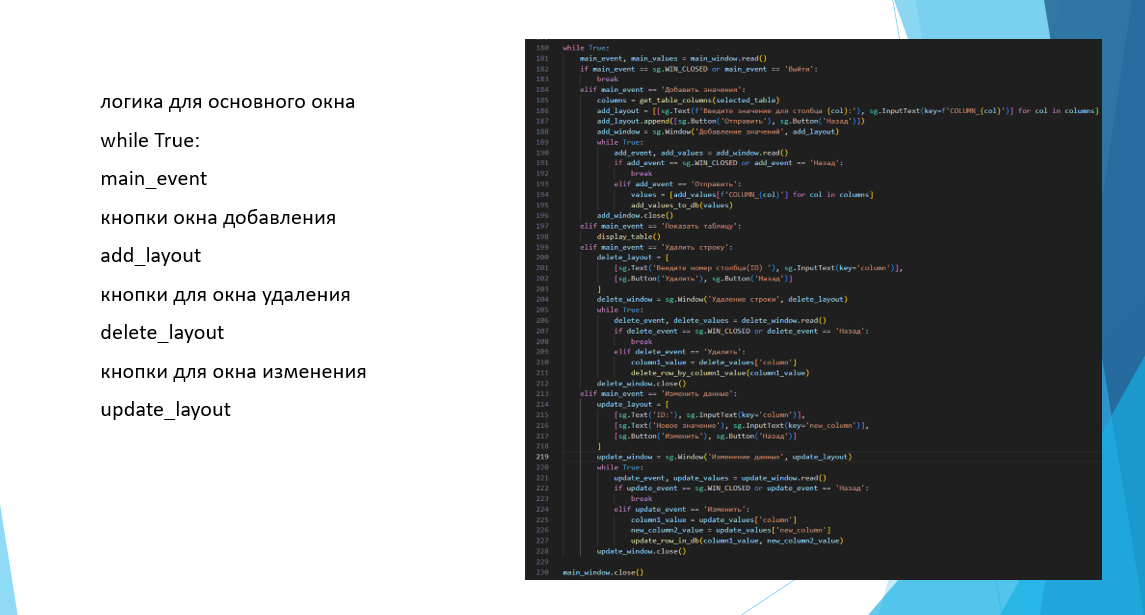 логика для основного окна
while True:
main_event
кнопки окна добавления
add_layout
кнопки для окна удаления
delete_layout
кнопки для окна изменения
update_layout
180 while True:
181 main_event, main_values = main_window.read()
182 if main_event == sg.WIN_CLOSED or main_event == 'Выйти':
183 break
184 elif main_event == 'Добавить значения':
185 columns = get_table_columns(selected_table)
186 add_layout = [[sg.Text(f'Введите значение для столбца {col}:'), sg.InputText(key=f'COLUMN_{col}')] for col in columns]
187 add_layout.append([sg.Button('Отправить'), sg.Button('Назад')])
188 add_window = sg.Window('Добавление значений', add_layout)
189 while True:
190 add_event, add_values = add_window.read()
191 if add_event == sg.WIN_CLOSED or add_event == 'Назад':
192 break
193 elif add_event == 'Отправить':
194 values = [add_values[f'COLUMN_{col}'] for col in columns]
195 add_values_to_db(values)
196 add_window.close()
197 elif main_event == 'Показать таблицу':
198 display_table()
199 elif main_event == 'Удалить строку':
200 delete_layout = [
201 [sg.Text('Введите номер столбца(ID) '), sg.InputText(key='column')],
202 [sg.Button('Удалить'), sg.Button('Назад')]
203 ]
204 delete_window = sg.Window('Удаление строки', delete_layout)
205 while True:
206 delete_event, delete_values = delete_window.read()
207 if delete_event == sg.WIN_CLOSED or delete_event == 'Назад':
208 break
209 elif delete_event == 'Удалить':
210 column1_value = delete_values['column']
211 delete_row_by_column1_value(column1_value)
212 delete_window.close()
213 elif main_event == 'Изменить данные':
214 update_layout = [
215 [sg.Text('ID:'), sg.InputText(key='column')],
216 [sg.Text('Новое значение'), sg.InputText(key='new_column')],
217 [sg.Button('Изменить'), sg.Button('Назад')]
218 ]
219 update_window = sg.Window('Изменение данных', update_layout)
220 while True:
221 update_event, update_values = update_window.read()
222 if update_event == sg.WIN_CLOSED or update_event == 'Назад':
223 break
224 elif update_event == 'Изменить':
225 column1_value = update_values['column']
226 new_column2_value = update_values['new_column']
227 update_row_in_db(column1_value, new_column2_value)
228 update_window.close()
229
230 main_window.close()